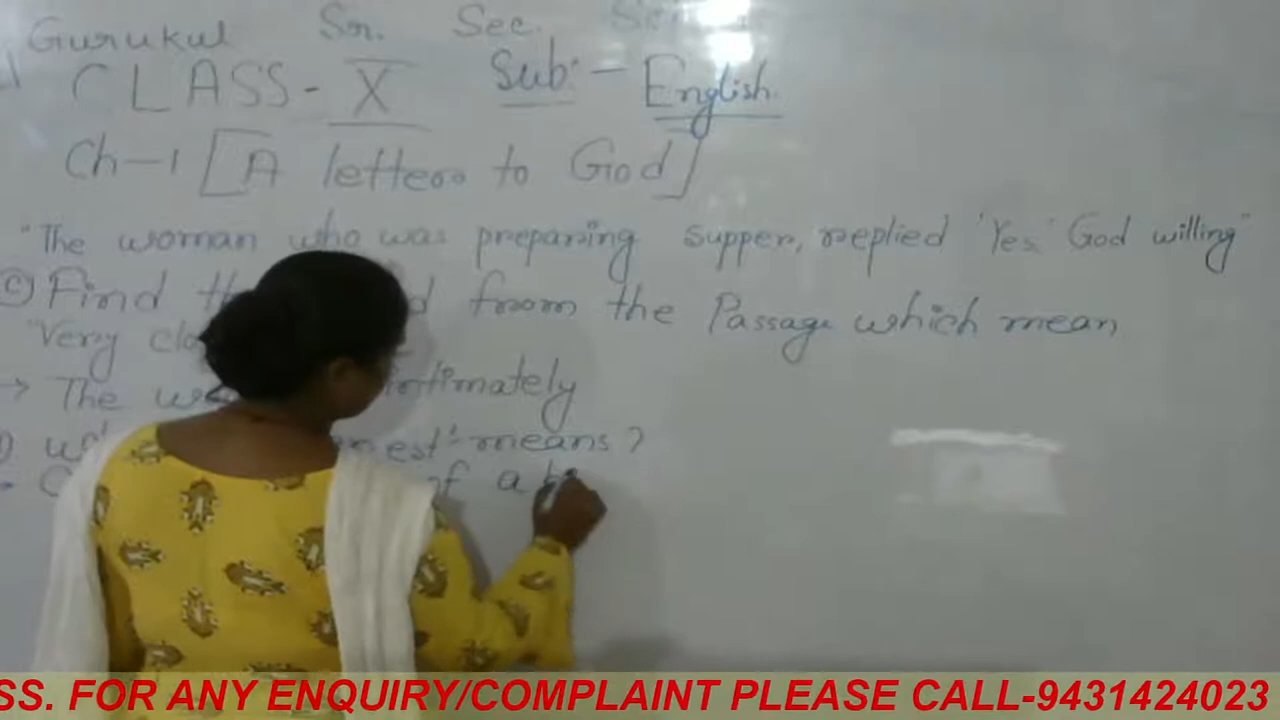 Gurukul Sr. Sec.
CLASS - X Sub:- English.
Ch-1 [A letter to God]
"The woman who was preparing supper, replied 'Yes' God willing"
(C) Find from the Passage which mean
"Very
→ The intimately
means?
of a
SS. FOR ANY ENQUIRY/COMPLAINT PLEASE CALL-9431424023